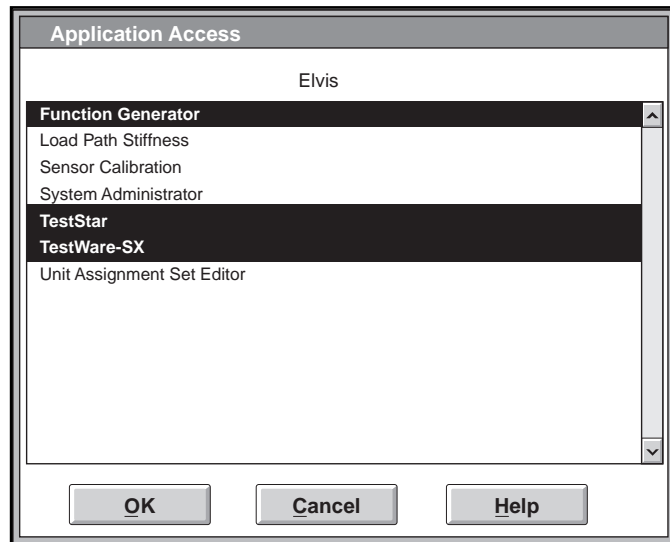 Application Access
Elvis
Function Generator
Load Path Stiffness
Sensor Calibration
System Administrator
TestStar
TestWare-SX
Unit Assignment Set Editor
OK
Cancel
Help